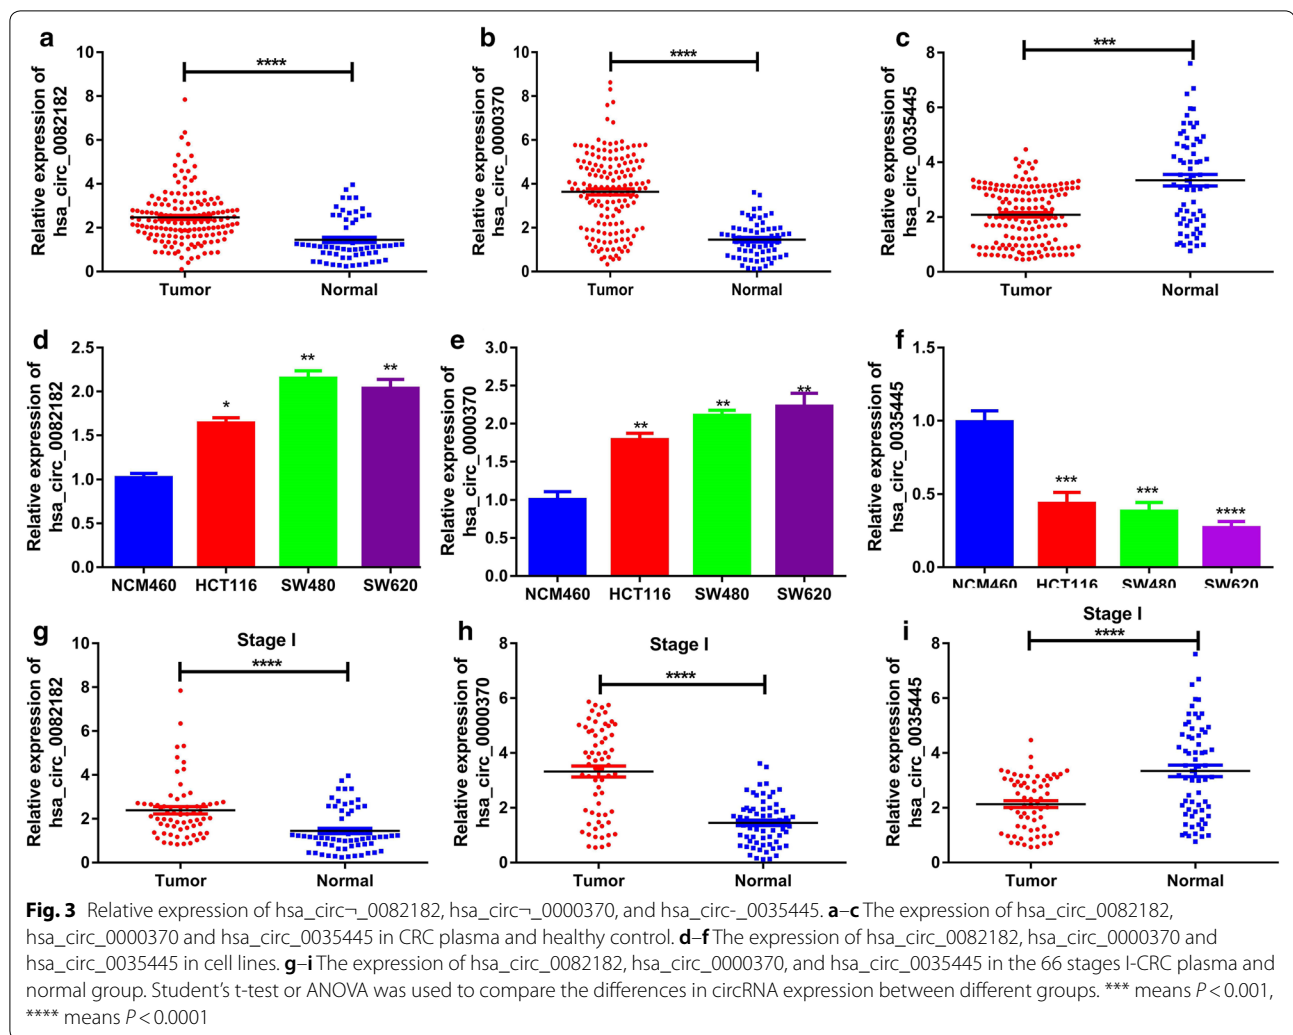 a
Relative expression of
hsa_circ_0082182
10
8
6
4
2
0
****
Tumor
Normal
b
Relative expression of
hsa_circ_0000370
10
8
6
4
2
0
****
Tumor
Normal
c
Relative expression of
hsa_circ_0035445
8
6
4
2
0
***
Tumor
Normal
d
Relative expression of
hsa_circ_0082182
2.5
2.0
1.5
1.0
0.5
0.0
*
**
**
NCM460
HCT116
SW480
SW620
e
Relative expression of
hsa_circ_0000370
3.0
2.5
2.0
1.5
1.0
0.5
0.0
**
**
**
NCM460
HCT116
SW480
SW620
f
Relative expression of
hsa_circ_0035445
1.5
1.0
0.5
0.0
***
***
****
NCM460
HCT116
SW480
SW620
g
Stage I
Relative expression of
hsa_circ_0082182
10
8
6
4
2
0
****
Tumor
Normal
h
Stage I
Relative expression of
hsa_circ_0000370
8
6
4
2
0
****
Tumor
Normal
i
Stage I
Relative expression of
hsa_circ_0035445
8
6
4
2
0
****
Tumor
Normal
Fig. 3 Relative expression of hsa_circ¬_0082182, hsa_circ¬_0000370, and hsa_circ-_0035445. a–c The expression of hsa_circ_0082182,
hsa_circ_0000370 and hsa_circ_0035445 in CRC plasma and healthy control. d–f The expression of hsa_circ_0082182, hsa_circ_0000370 and
hsa_circ_0035445 in cell lines. g–i The expression of hsa_circ_0082182, hsa_circ_0000370, and hsa_circ_0035445 in the 66 stages I-CRC plasma and
normal group. Student's t-test or ANOVA was used to compare the differences in circRNA expression between different groups. *** means P < 0.001,
**** means P < 0.0001